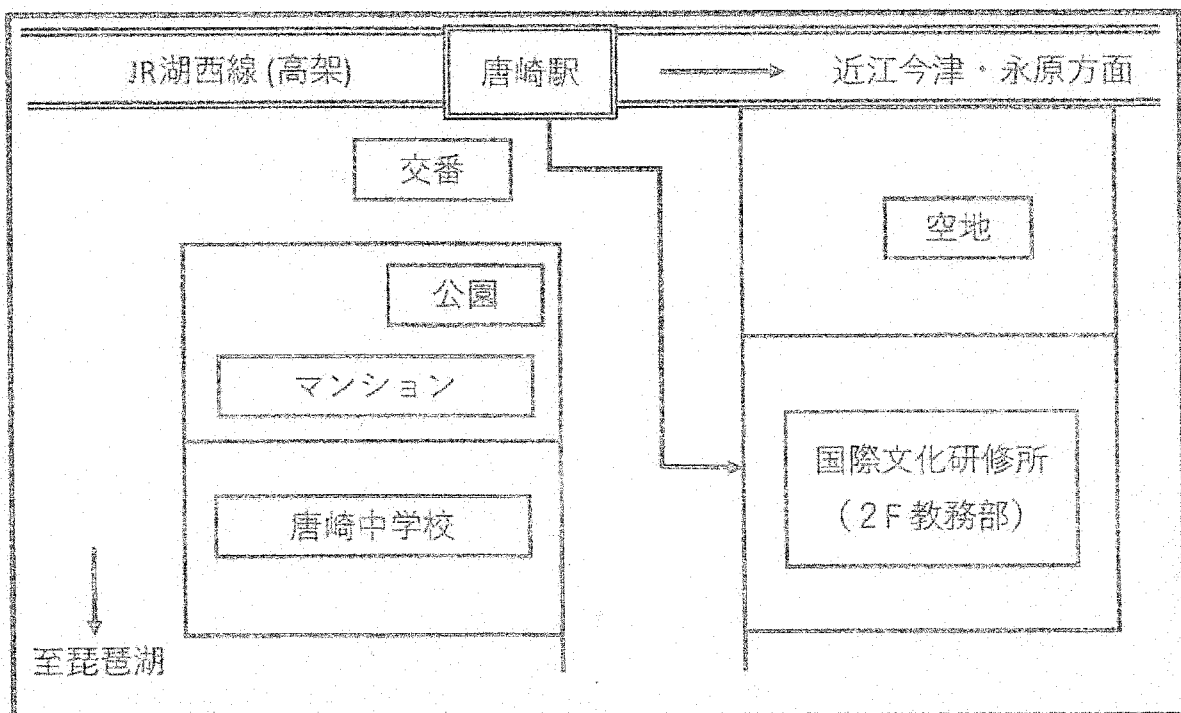 JR湖西線(高架)
唐崎駅
近江今津・永原方面
交番
空地
公園
マンション
国際文化研修所
(2F教務部)
唐崎中学校
至琵琶湖